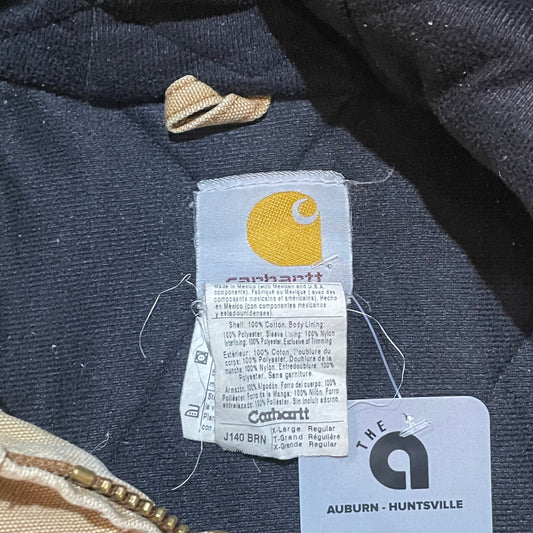 carhartt
Made in Mexico (with Mexican and U.S.A.
components). Fabriqué au Mexique ( avec des
composants mexicains et américains). Hecho
en México (con componentes mexicanos
y estadounidenses).
Shell: 100% Cotton, Body Lining:
100% Polyester, Sleeve Lining: 100% Nylon
Interlining: 100% Polyester, Exclusive of Trimming
Extérieur: 100% Coton, Doublure du
corps: 100% Polyester, Doublure de la
manche: 100% Nylon, Entredoublure: 100%
Polyester, Sans garniture.
Armazón: 100% Algodón, Forro del cuerpo: 100%
Poliéster, Forro de la manga: 100% Nilón, Forro
Interno: 100% Poliéster, Sin incluir adorno.
Carhartt
J140 BRN
X-Large Regular
T-Grand Régulière
X-Grande Regular
THE
a
AUBURN - HUNTSVILLE